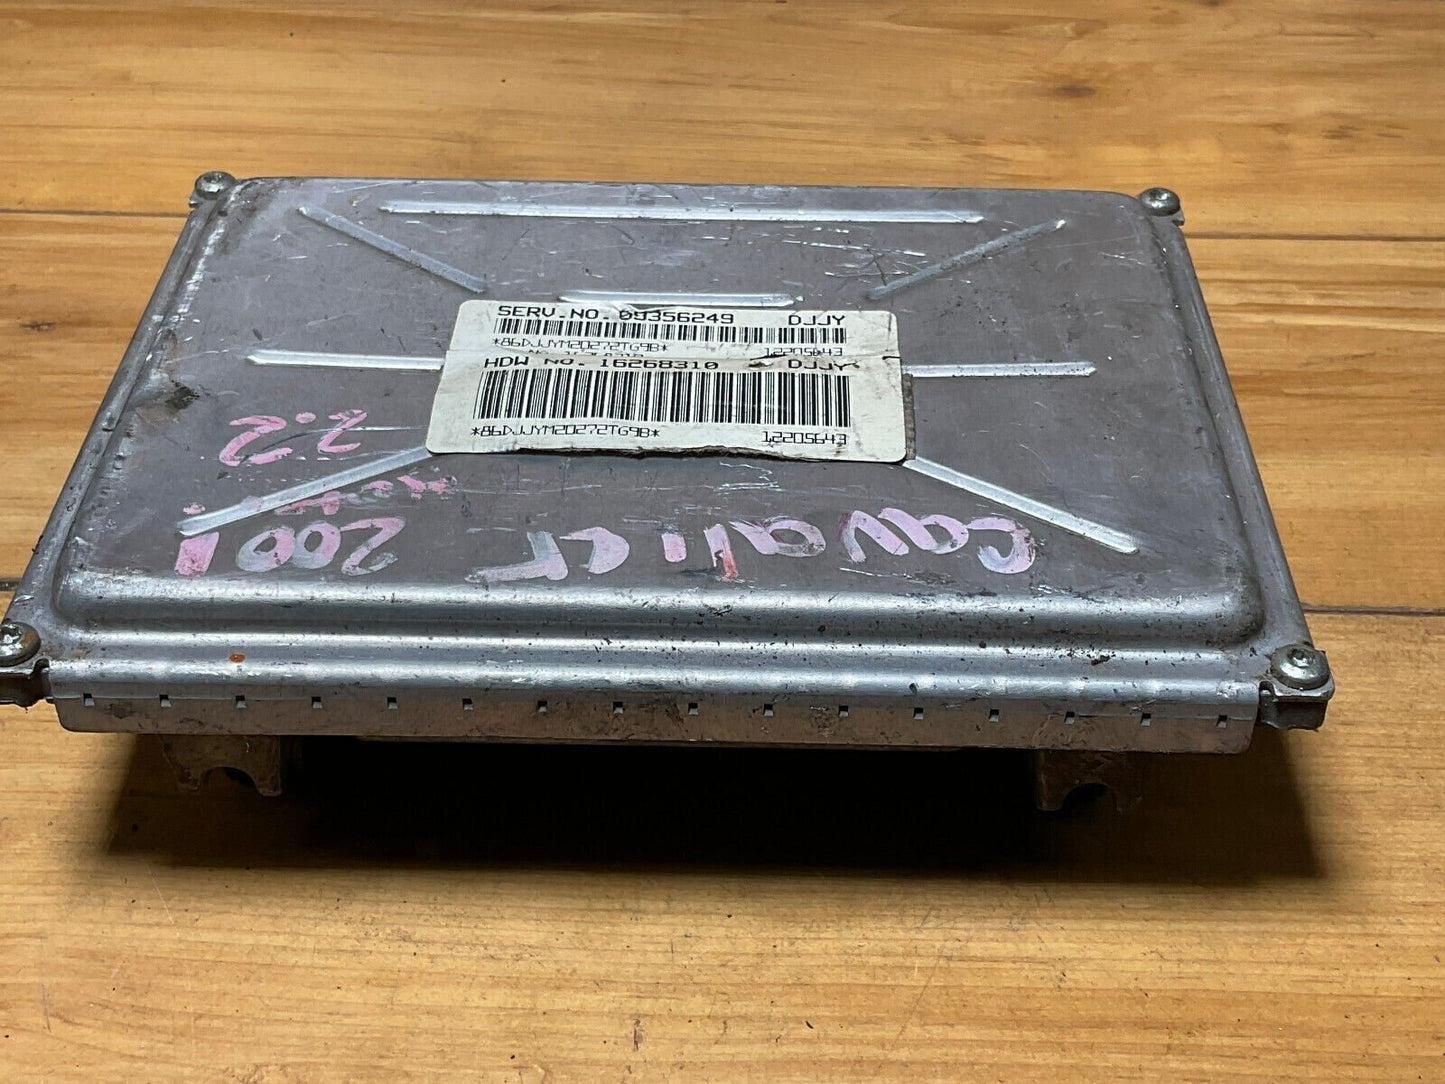 SERV.NO. 09356249 DJJY
*86DJJYM20272TG9B*
12205643
HDW NO. 16268310 DJJY
*86DJJYM20272TG9B* 12205643
cavalier 2001
2.2